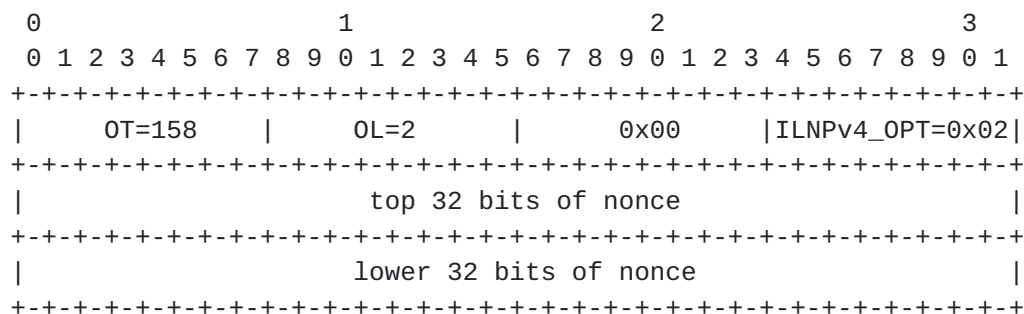 0                   1                   2                   3
 0 1 2 3 4 5 6 7 8 9 0 1 2 3 4 5 6 7 8 9 0 1 2 3 4 5 6 7 8 9 0 1
+-+-+-+-+-+-+-+-+-+-+-+-+-+-+-+-+-+-+-+-+-+-+-+-+-+-+-+-+-+-+-+-+
|     OT=158    |     OL=2      |      0x00     |ILNPv4_OPT=0x02|
+-+-+-+-+-+-+-+-+-+-+-+-+-+-+-+-+-+-+-+-+-+-+-+-+-+-+-+-+-+-+-+-+
|                      top 32 bits of nonce                     |
+-+-+-+-+-+-+-+-+-+-+-+-+-+-+-+-+-+-+-+-+-+-+-+-+-+-+-+-+-+-+-+-+
|                     lower 32 bits of nonce                    |
+-+-+-+-+-+-+-+-+-+-+-+-+-+-+-+-+-+-+-+-+-+-+-+-+-+-+-+-+-+-+-+-+